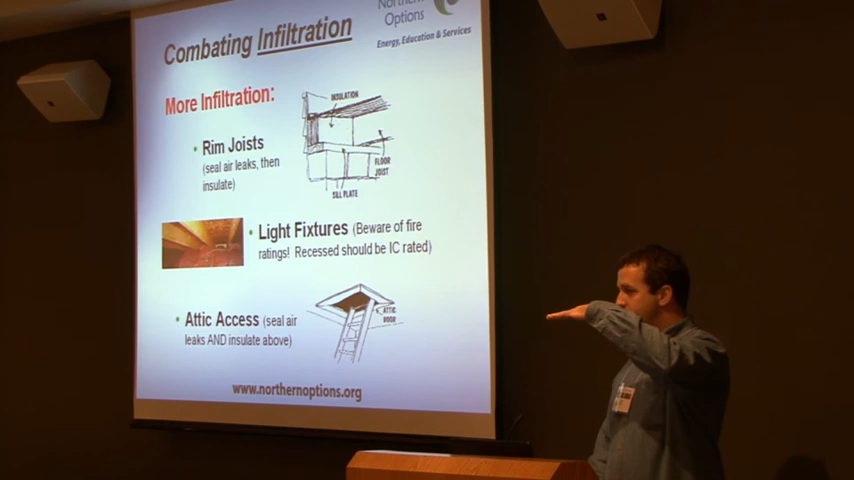 Northern
Options
Energy, Education & Services
Combating Infiltration
More Infiltration:
• Rim Joists
(seal air leaks, then
insulate)
INSULATION
FLOOR
JOIST
SILL PLATE
• Light Fixtures (Beware of fire
ratings! Recessed should be IC rated)
• Attic Access (seal air
leaks AND insulate above)
ATTIC
DOOR
www.northernoptions.org